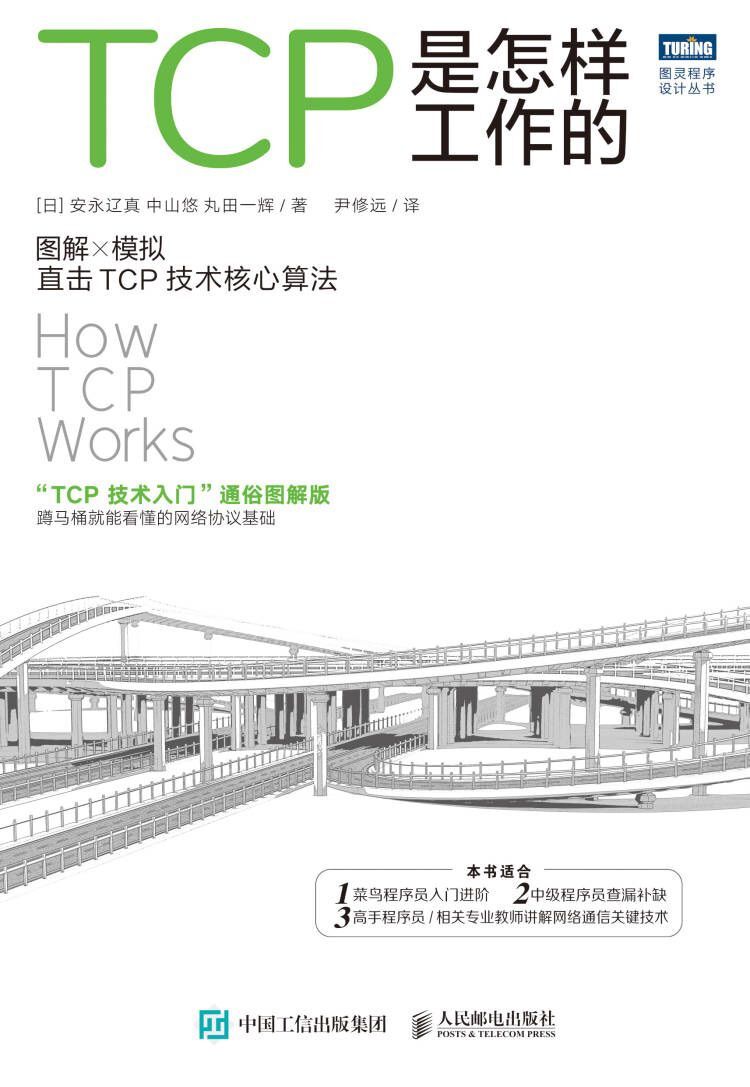 TCP 是怎样
工作的
TURING
图灵程序
设计丛书
[日] 安永辽真 中山悠 丸田一辉 / 著 尹修远 / 译
图解×模拟
直击 TCP 技术核心算法
How
TCP
Works
“TCP 技术入门”通俗图解版
蹲马桶就能看懂的网络协议基础
本书适合
1 菜鸟程序员入门进阶 2 中级程序员查漏补缺
3 高手程序员 / 相关专业教师讲解网络通信关键技术
中国工信出版集团 人民邮电出版社
POSTS & TELECOM PRESS